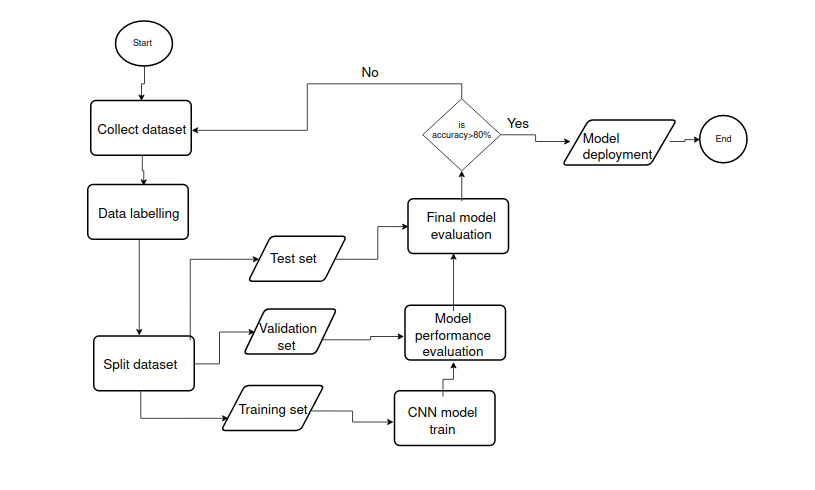 Start
No
Collect dataset
is
accuracy>80%
Yes
Model
deployment
End
Data labelling
Final model
evaluation
Test set
Validation
set
Model
performance
evaluation
Split dataset
Training set
CNN model
train